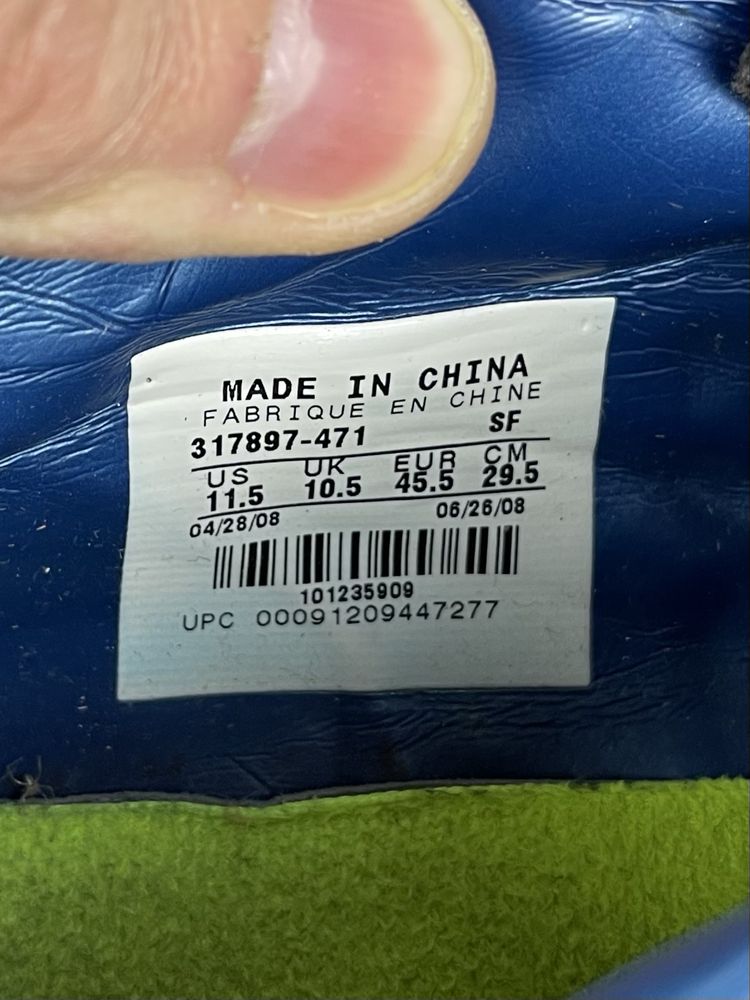 MADE IN CHINA
FABRIQUE EN CHINE
317897-471 SF
US UK EUR CM
11.5 10.5 45.5 29.5
04/28/08 06/26/08
101235909
UPC 00091209447277